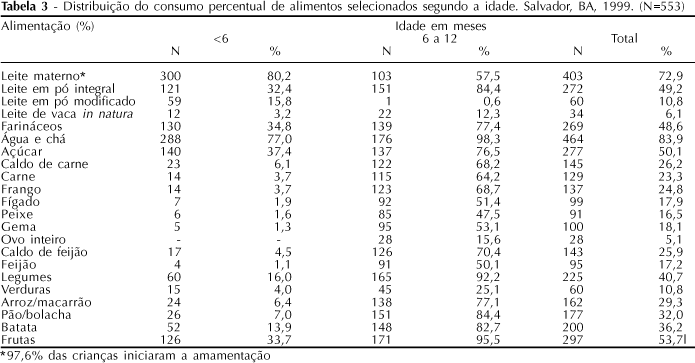 Tabela 3 - Distribuição do consumo percentual de alimentos selecionados segundo a idade. Salvador, BA, 1999. (N=553)
Alimentação (%) Idade em meses
<6 6 a 12 Total
N % N % N %
Leite materno* 300 80,2 103 57,5 403 72,9
Leite em pó integral 121 32,4 151 84,4 272 49,2
Leite em pó modificado 59 15,8 1 0,6 60 10,8
Leite de vaca in natura 12 3,2 22 12,3 34 6,1
Farináceos 130 34,8 139 77,4 269 48,6
Água e chá 288 77,0 176 98,3 464 83,9
Açúcar 140 37,4 137 76,5 277 50,1
Caldo de carne 23 6,1 122 68,2 145 26,2
Carne 14 3,7 115 64,2 129 23,3
Frango 14 3,7 123 68,7 137 24,8
Fígado 7 1,9 92 51,4 99 17,9
Peixe 6 1,6 85 47,5 91 16,5
Gema 5 1,3 95 53,1 100 18,1
Ovo inteiro - - 28 15,6 28 5,1
Caldo de feijão 17 4,5 126 70,4 143 25,9
Feijão 4 1,1 91 50,1 95 17,2
Legumes 60 16,0 165 92,2 225 40,7
Verduras 15 4,0 45 25,1 60 10,8
Arroz/macarrão 24 6,4 138 77,1 162 29,3
Pão/bolacha 26 7,0 151 84,4 177 32,0
Batata 52 13,9 148 82,7 200 36,2
Frutas 126 33,7 171 95,5 297 53,7
*97,6% das crianças iniciaram a amamentação